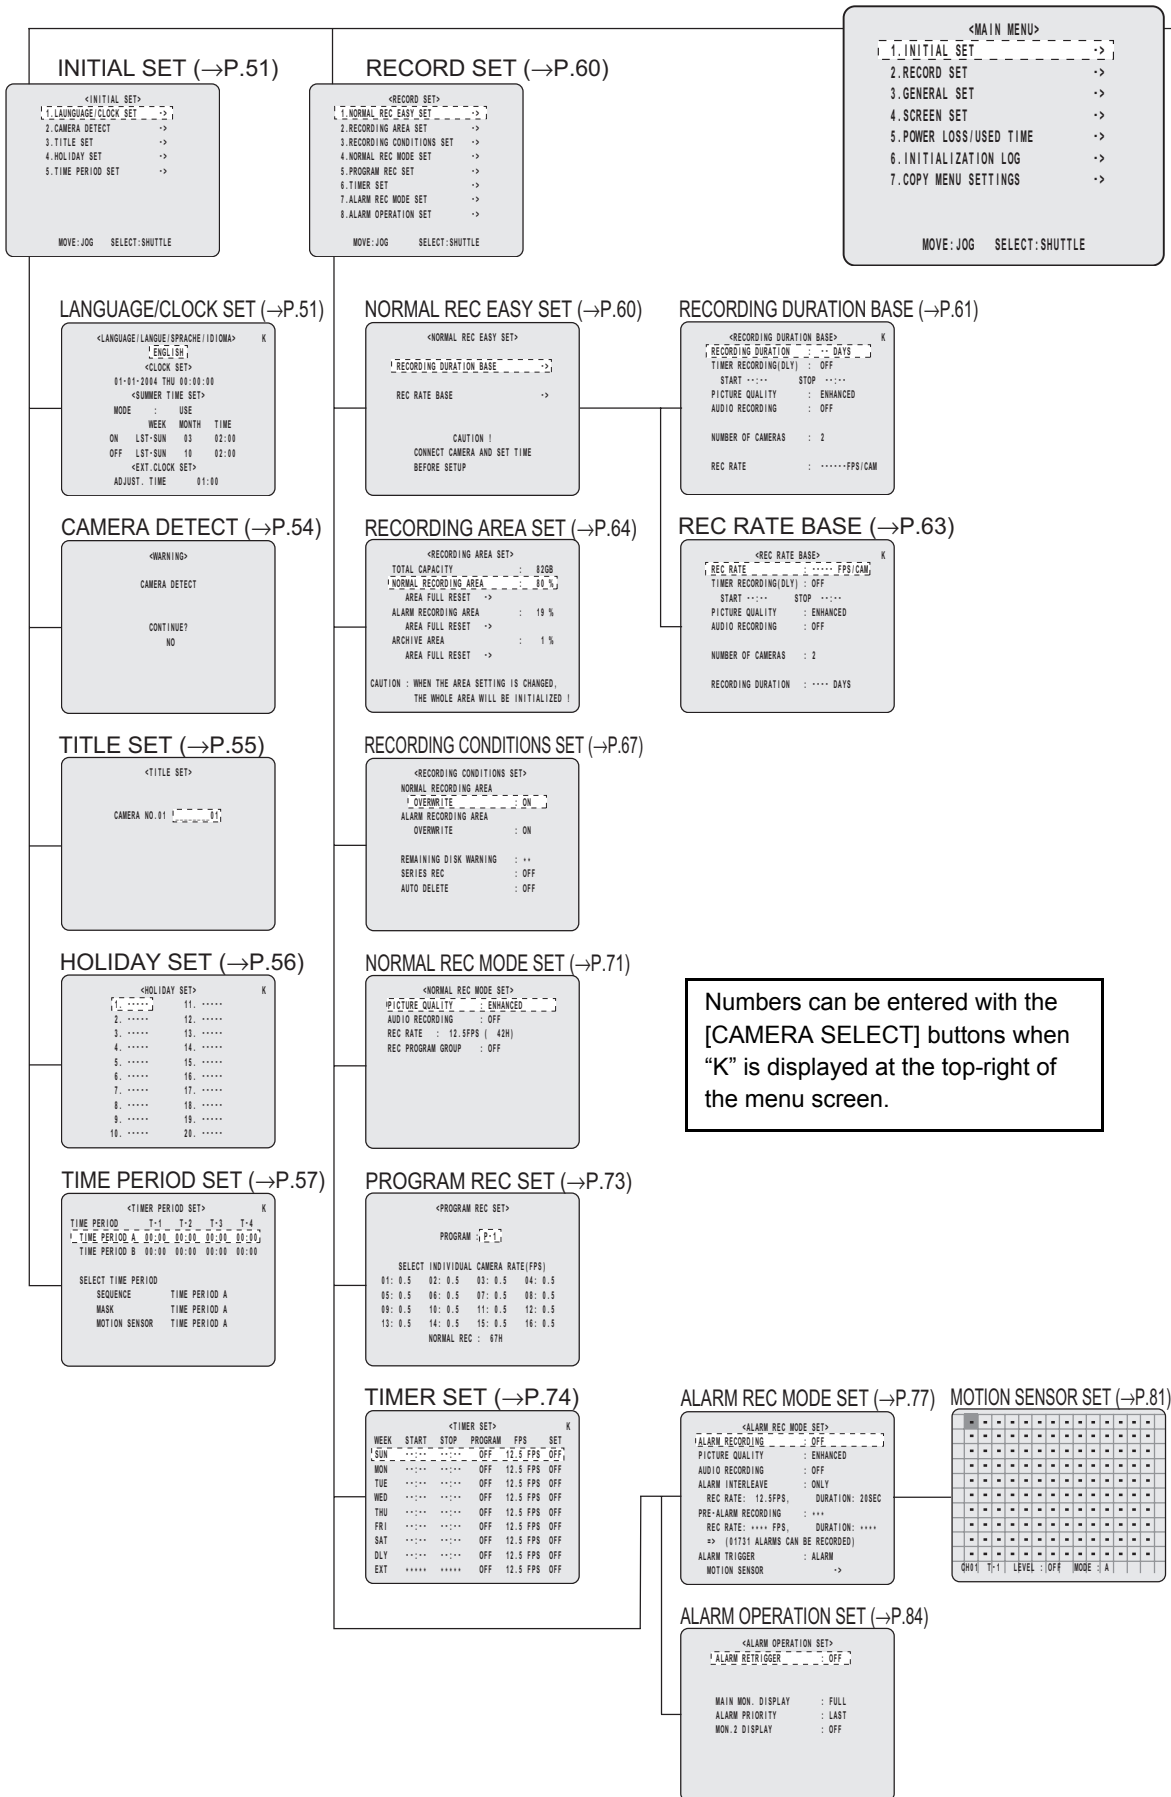 <MAIN MENU>
1.INITIAL SET ->
2.RECORD SET ->
3.GENERAL SET ->
4.SCREEN SET ->
5.POWER LOSS/USED TIME ->
6.INITIALIZATION LOG ->
7.COPY MENU SETTINGS ->
MOVE:JOG SELECT:SHUTTLE
INITIAL SET (→P.51)
<INITIAL SET>
1.LAUNGUAGE/CLOCK SET ->
2.CAMERA DETECT ->
3.TITLE SET ->
4.HOLIDAY SET ->
5.TIME PERIOD SET ->
MOVE:JOG SELECT:SHUTTLE
RECORD SET (→P.60)
<RECORD SET>
1.NORMAL REC EASY SET ->
2.RECORDING AREA SET ->
3.RECORDING CONDITIONS SET ->
4.NORMAL REC MODE SET ->
5.PROGRAM REC SET ->
6.TIMER SET ->
7.ALARM REC MODE SET ->
8.ALARM OPERATION SET ->
MOVE:JOG SELECT:SHUTTLE
LANGUAGE/CLOCK SET (→P.51)
<LANGUAGE/LANGUE/SPRACHE/IDIOMA> K
ENGLISH
<CLOCK SET>
01-01-2004 THU 00:00:00
<SUMMER TIME SET>
MODE : USE
WEEK MONTH TIME
ON LST-SUN 03 02:00
OFF LST-SUN 10 02:00
<EXT.CLOCK SET>
ADJUST. TIME 01:00
NORMAL REC EASY SET (→P.60)
<NORMAL REC EASY SET>
RECORDING DURATION BASE ->
REC RATE BASE ->
CAUTION !
CONNECT CAMERA AND SET TIME
BEFORE SETUP
RECORDING DURATION BASE (→P.61)
<RECORDING DURATION BASE> K
RECORDING DURATION : -- DAYS
TIMER RECORDING(DLY) : OFF
START --:-- STOP --:--
PICTURE QUALITY : ENHANCED
AUDIO RECORDING : OFF
NUMBER OF CAMERAS : 2
REC RATE : ------FPS/CAM
CAMERA DETECT (→P.54)
<WARNING>
CAMERA DETECT
CONTINUE?
NO
RECORDING AREA SET (→P.64)
<RECORDING AREA SET>
TOTAL CAPACITY : 82GB
NORMAL RECORDING AREA : 80 %
AREA FULL RESET ->
ALARM RECORDING AREA : 19 %
AREA FULL RESET ->
ARCHIVE AREA : 1 %
AREA FULL RESET ->
CAUTION : WHEN THE AREA SETTING IS CHANGED,
THE WHOLE AREA WILL BE INITIALIZED !
REC RATE BASE (→P.63)
<REC RATE BASE> K
REC RATE : ----- FPS/CAM
TIMER RECORDING(DLY) : OFF
START --:-- STOP --:--
PICTURE QUALITY : ENHANCED
AUDIO RECORDING : OFF
NUMBER OF CAMERAS : 2
RECORDING DURATION : ---- DAYS
TITLE SET (→P.55)
<TITLE SET>
CAMERA NO.01 ______01
RECORDING CONDITIONS SET (→P.67)
<RECORDING CONDITIONS SET>
NORMAL RECORDING AREA
OVERWRITE : ON
ALARM RECORDING AREA
OVERWRITE : ON
REMAINING DISK WARNING : **
SERIES REC : OFF
AUTO DELETE : OFF
HOLIDAY SET (→P.56)
<HOLIDAY SET> K
1. ----- 11. -----
2. ----- 12. -----
3. ----- 13. -----
4. ----- 14. -----
5. ----- 15. -----
6. ----- 16. -----
7. ----- 17. -----
8. ----- 18. -----
9. ----- 19. -----
10. ----- 20. -----
NORMAL REC MODE SET (→P.71)
<NORMAL REC MODE SET>
PICTURE QUALITY : ENHANCED
AUDIO RECORDING : OFF
REC RATE : 12.5FPS ( 42H)
REC PROGRAM GROUP : OFF
Numbers can be entered with the
[CAMERA SELECT] buttons when
“K” is displayed at the top-right of
the menu screen.
TIME PERIOD SET (→P.57)
<TIMER PERIOD SET> K
TIME PERIOD T-1 T-2 T-3 T-4
TIME PERIOD A 00:00 00:00 00:00 00:00
TIME PERIOD B 00:00 00:00 00:00 00:00
SELECT TIME PERIOD
SEQUENCE TIME PERIOD A
MASK TIME PERIOD A
MOTION SENSOR TIME PERIOD A
PROGRAM REC SET (→P.73)
<PROGRAM REC SET>
PROGRAM : P-1
SELECT INDIVIDUAL CAMERA RATE(FPS)
01: 0.5 02: 0.5 03: 0.5 04: 0.5
05: 0.5 06: 0.5 07: 0.5 08: 0.5
09: 0.5 10: 0.5 11: 0.5 12: 0.5
13: 0.5 14: 0.5 15: 0.5 16: 0.5
NORMAL REC : 67H
TIMER SET (→P.74)
<TIMER SET> K
WEEK START STOP PROGRAM FPS SET
SUN --:-- --:-- OFF 12.5 FPS OFF
MON --:-- --:-- OFF 12.5 FPS OFF
TUE --:-- --:-- OFF 12.5 FPS OFF
WED --:-- --:-- OFF 12.5 FPS OFF
THU --:-- --:-- OFF 12.5 FPS OFF
FRI --:-- --:-- OFF 12.5 FPS OFF
SAT --:-- --:-- OFF 12.5 FPS OFF
DLY --:-- --:-- OFF 12.5 FPS OFF
EXT ***** ***** OFF 12.5 FPS OFF
ALARM REC MODE SET (→P.77)
<ALARM REC MODE SET>
ALARM RECORDING : OFF
PICTURE QUALITY : ENHANCED
AUDIO RECORDING : OFF
ALARM INTERLEAVE : ONLY
REC RATE: 12.5FPS, DURATION: 20SEC
PRE-ALARM RECORDING : ***
REC RATE: **** FPS, DURATION: ****
=> (01731 ALARMS CAN BE RECORDED)
ALARM TRIGGER : ALARM
MOTION SENSOR ->
MOTION SENSOR SET (→P.81)
CH01 T-1 LEVEL : OFF MODE : A
ALARM OPERATION SET (→P.84)
<ALARM OPERATION SET>
ALARM RETRIGGER : OFF
MAIN MON. DISPLAY : FULL
ALARM PRIORITY : LAST
MON.2 DISPLAY : OFF